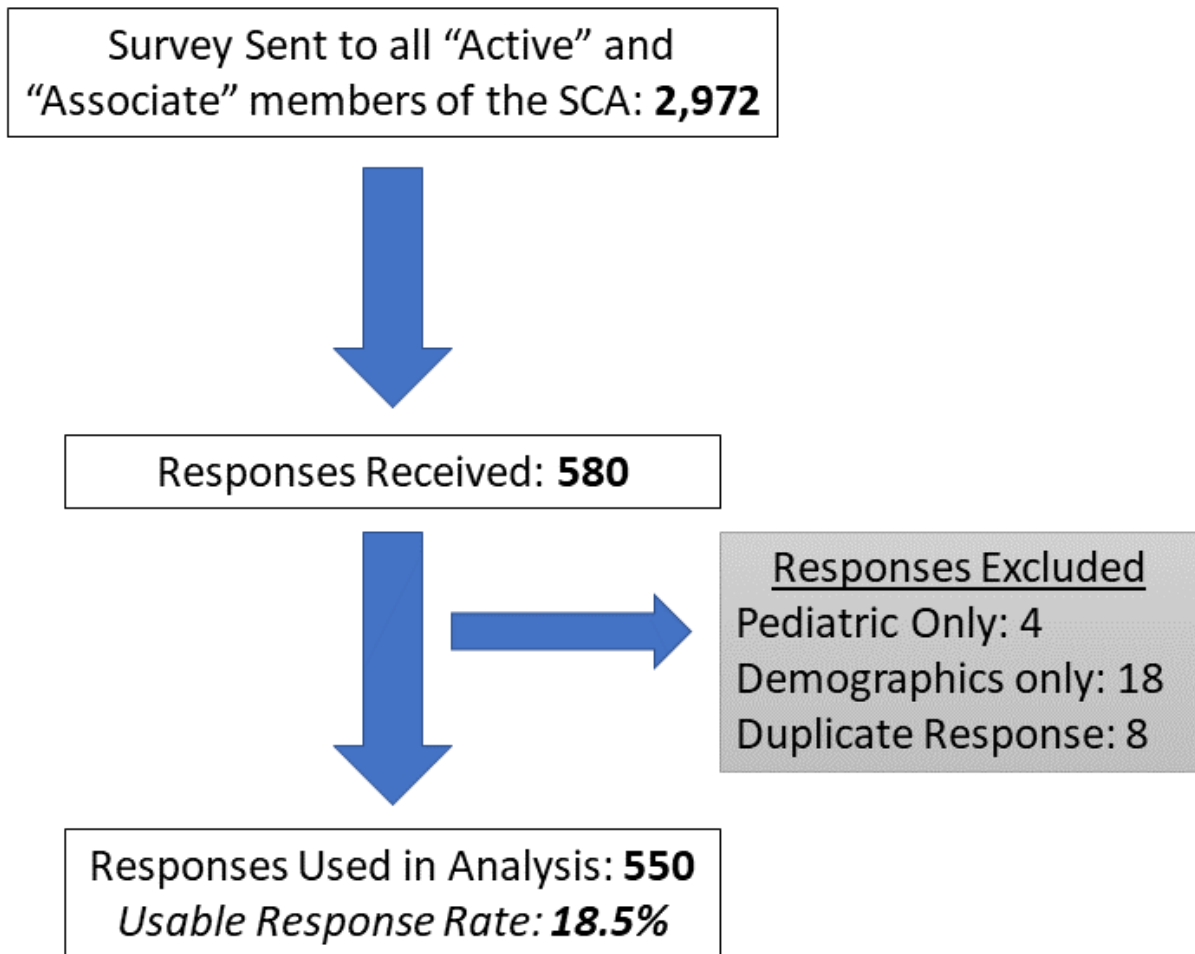 Survey Sent to all “Active” and
“Associate” members of the SCA: 2,972
Responses Received: 580
Responses Excluded
Pediatric Only: 4
Demographics only: 18
Duplicate Response: 8
Responses Used in Analysis: 550
Usable Response Rate: 18.5%